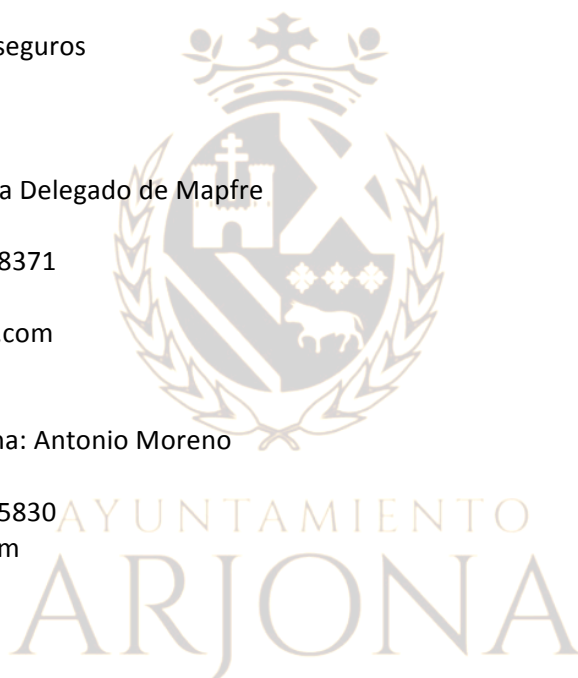 seguros
a Delegado de Mapfre
8371
.com
na: Antonio Moreno
5830
AYUNTAMIENTO
m
ARJONA